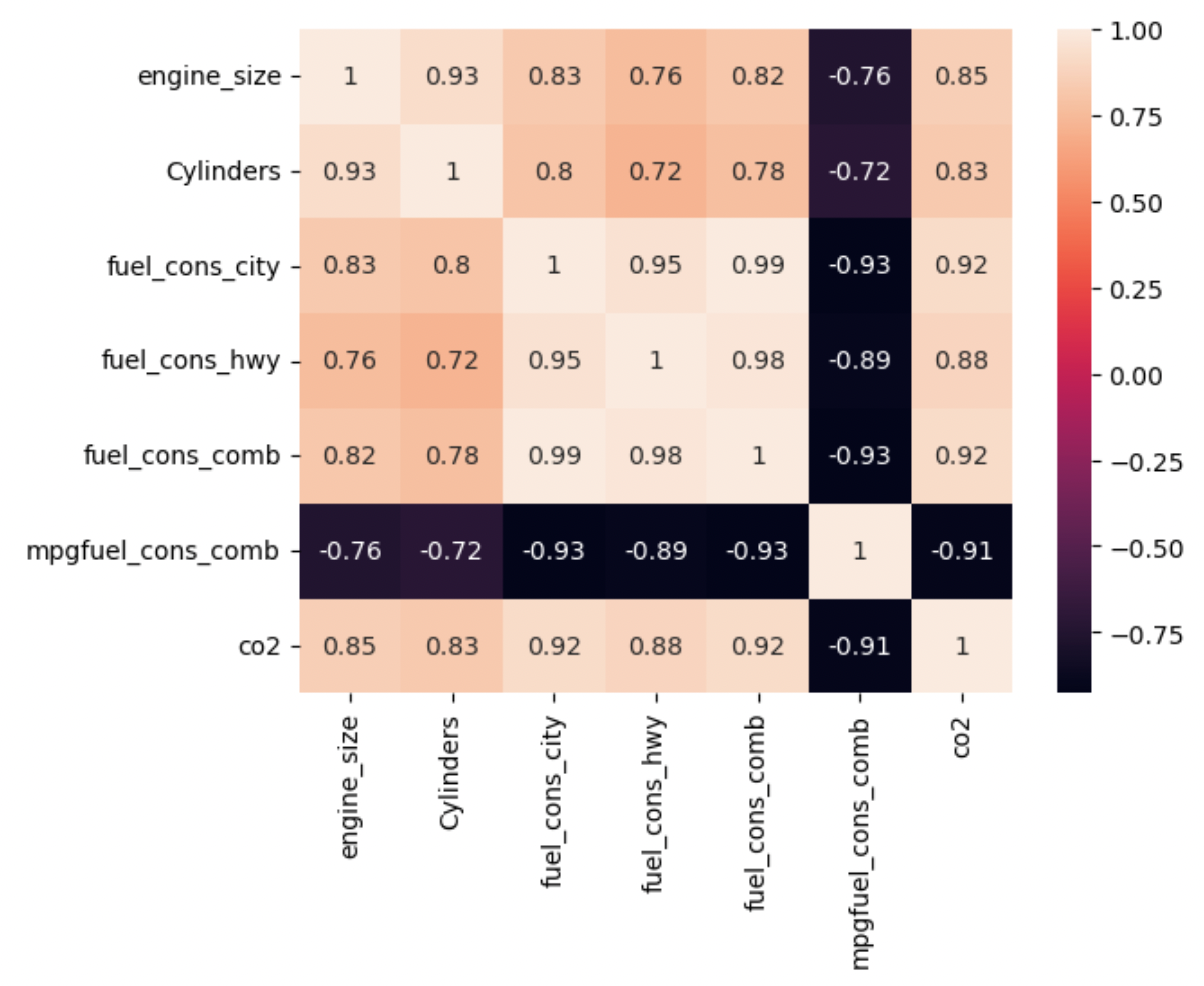 engine_size 1 0.93 0.83 0.76 0.82 -0.76 0.85
Cylinders 0.93 1 0.8 0.72 0.78 -0.72 0.83
fuel_cons_city 0.83 0.8 1 0.95 0.99 -0.93 0.92
fuel_cons_hwy 0.76 0.72 0.95 1 0.98 -0.89 0.88
fuel_cons_comb 0.82 0.78 0.99 0.98 1 -0.93 0.92
mpgfuel_cons_comb -0.76 -0.72 -0.93 -0.89 -0.93 1 -0.91
co2 0.85 0.83 0.92 0.88 0.92 -0.91 1
engine_size
Cylinders
fuel_cons_city
fuel_cons_hwy
fuel_cons_comb
mpgfuel_cons_comb
co2
1.00
0.75
0.50
0.25
0.00
−0.25
−0.50
−0.75